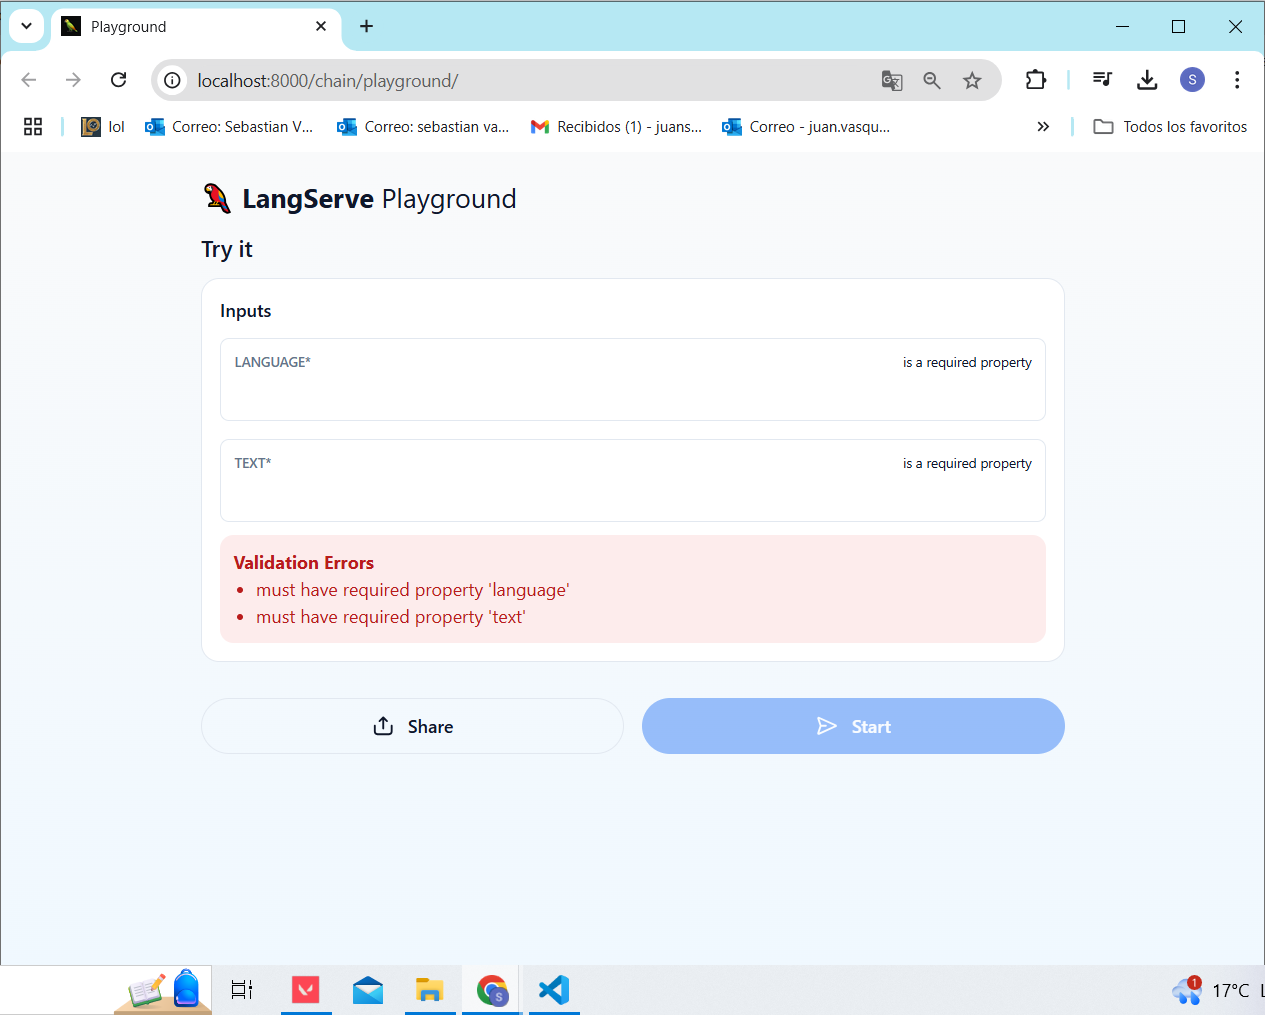 Playground
localhost:8000/chain/playground/
S
lol
Correo: Sebastian V...
Correo: sebastian va...
Recibidos (1) - juans...
Correo - juan.vasqu...
Todos los favoritos
LangServe Playground
Try it
Inputs
LANGUAGE* is a required property
TEXT* is a required property
Validation Errors
• must have required property 'language'
• must have required property 'text'
Share
Start
S
1
17°C L